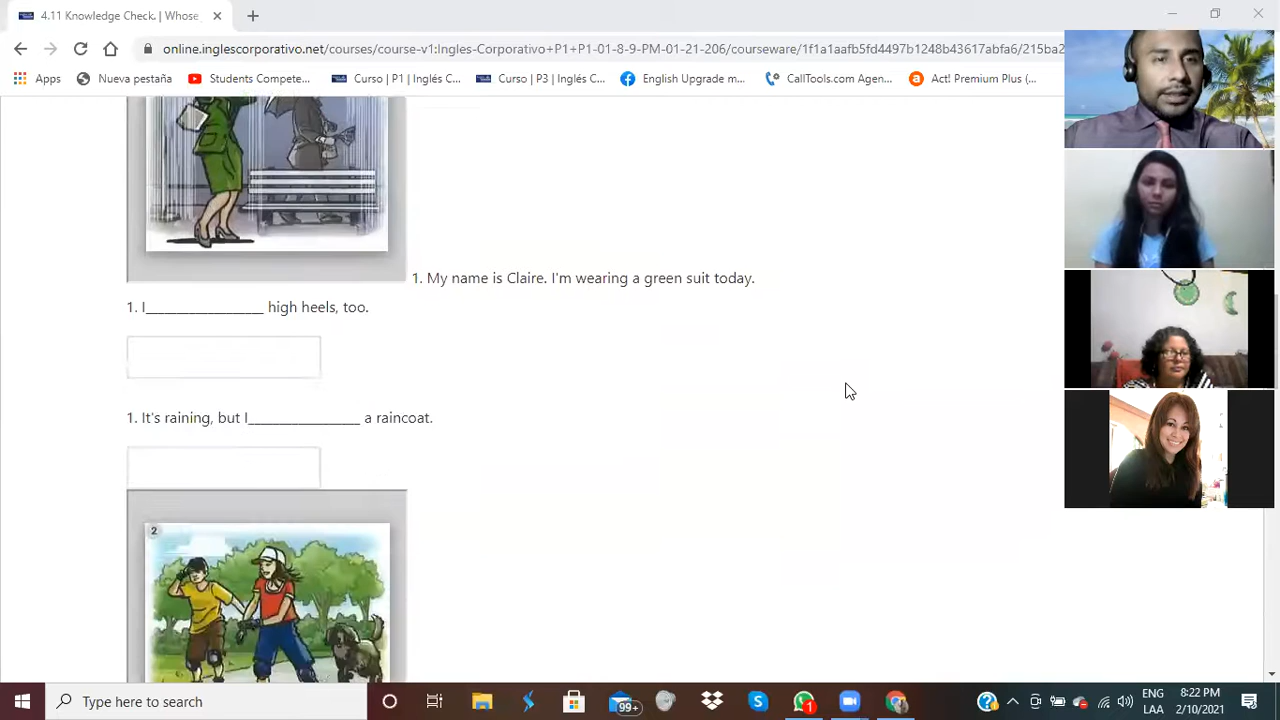 4.11 Knowledge Check. | Whose
online.inglescorporativo.net/courses/course-v1:Ingles-Corporativo+P1+P1-01-8-9-PM-01-21-206/courseware/1f1a1aafb5fd4497b1248b43617abfa6/215ba2
Apps Nueva pestaña Students Compete... Curso | P1 | Inglés C... Curso | P3 | Inglés C... English Upgrade m... CallTools.com Agen... Act! Premium Plus (...
1. My name is Claire. I'm wearing a green suit today.
1. I__________________ high heels, too.
1. It's raining, but I_________________ a raincoat.
2
Type here to search
99+
1
ENG
LAA
8:22 PM
2/10/2021